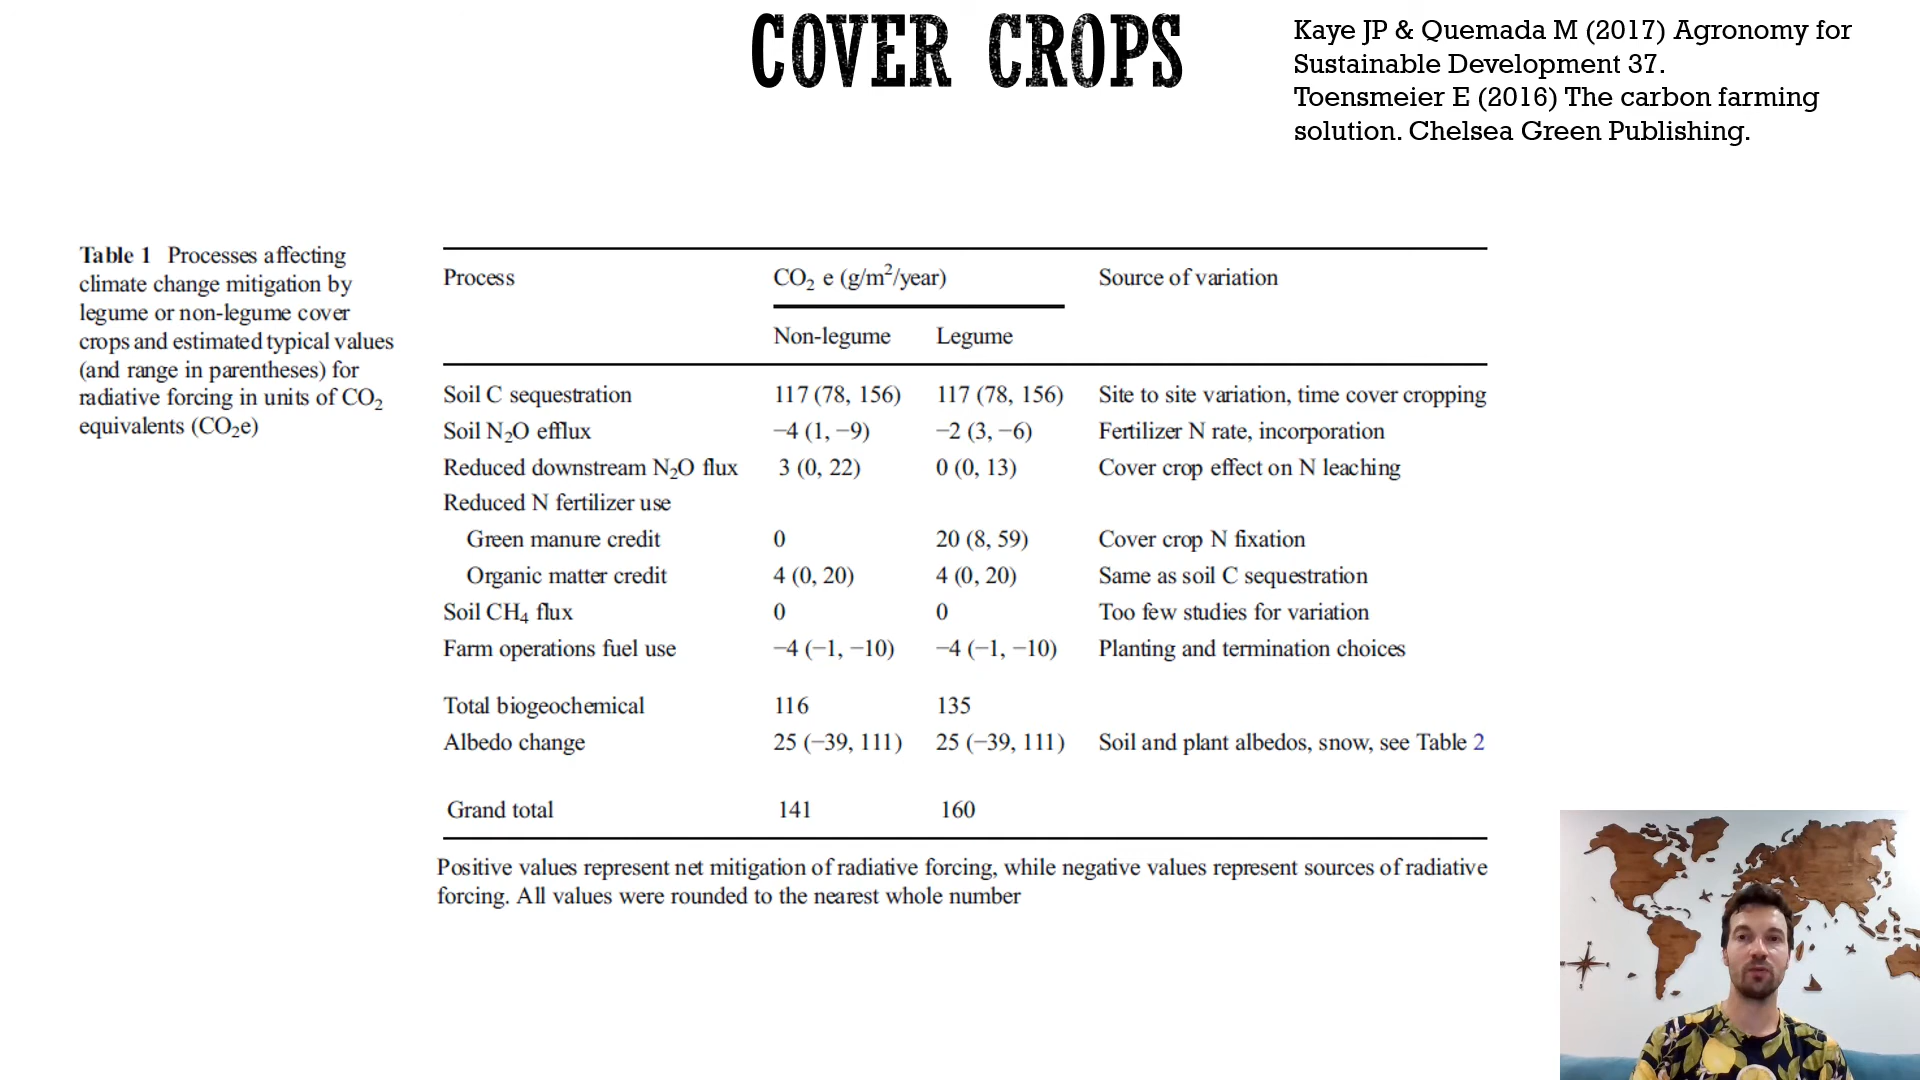 COVER CROPS
Kaye JP & Quemada M (2017) Agronomy for
Sustainable Development 37.
Toensmeier E (2016) The carbon farming
solution. Chelsea Green Publishing.
Table 1 Processes affecting
climate change mitigation by
legume or non-legume cover
crops and estimated typical values
(and range in parentheses) for
radiative forcing in units of CO₂
equivalents (CO₂e)
Process CO₂ e (g/m²/year) Source of variation
Non-legume Legume
Soil C sequestration 117 (78, 156) 117 (78, 156) Site to site variation, time cover cropping
Soil N₂O efflux −4 (1, −9) −2 (3, −6) Fertilizer N rate, incorporation
Reduced downstream N₂O flux 3 (0, 22) 0 (0, 13) Cover crop effect on N leaching
Reduced N fertilizer use
Green manure credit 0 20 (8, 59) Cover crop N fixation
Organic matter credit 4 (0, 20) 4 (0, 20) Same as soil C sequestration
Soil CH₄ flux 0 0 Too few studies for variation
Farm operations fuel use −4 (−1, −10) −4 (−1, −10) Planting and termination choices
Total biogeochemical 116 135
Albedo change 25 (−39, 111) 25 (−39, 111) Soil and plant albedos, snow, see Table 2
Grand total 141 160
Positive values represent net mitigation of radiative forcing, while negative values represent sources of radiative
forcing. All values were rounded to the nearest whole number